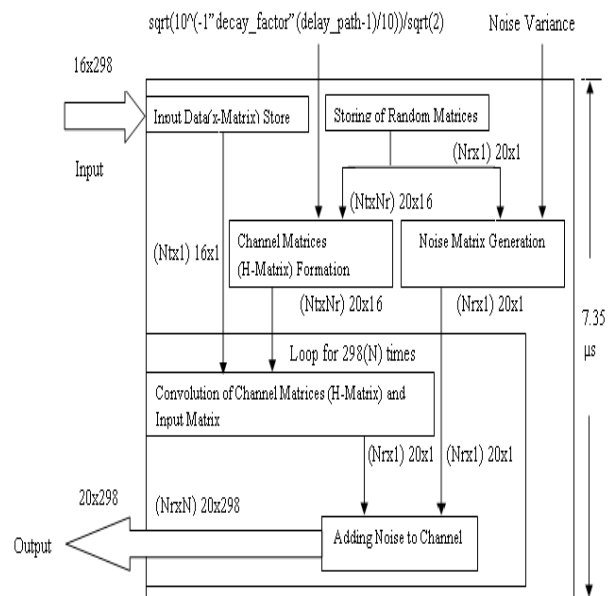 sqrt(10^(-1"decay_factor"(delay_path-1)/10))/sqrt(2)
Noise Variance
16x298
Input Data(x-Matrix) Store
Storing of Random Matrices
Input
(Nrx1) 20x1
(NtxNr) 20x16
(Ntx1) 16x1
Channel Matrices
(H-Matrix) Formation
Noise Matrix Generation
(NtxNr) 20x16
(Nrx1) 20x1
7.35
µs
Loop for 298(N) times
Convolution of Channel Matrices (H-Matrix) and
Input Matrix
(Nrx1) 20x1
(Nrx1) 20x1
20x298
(NrxN) 20x298
Output
Adding Noise to Channel